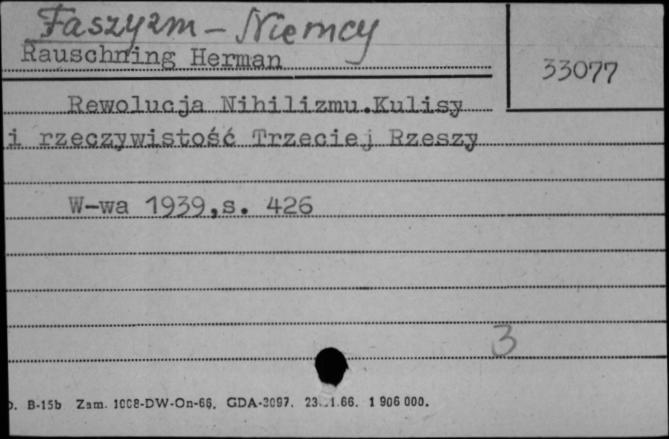 Faszyzm - Niemcy
Rauschning Herman
33077
Rewolucja Nihilizmu.Kulisy
i rzeczywistość Trzeciej Rzeszy
W-wa 1939,s. 426
3
B-15b Zam. 1008-DW-On-66. GDA-3097. 1 906 000.